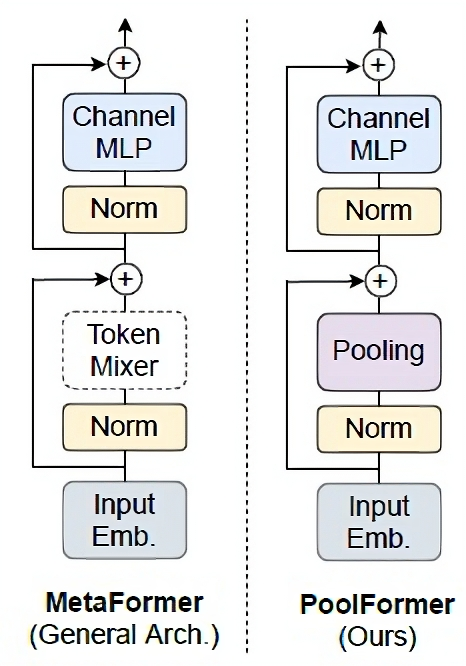 +
Channel
MLP
Norm
+
Token
Mixer
Norm
Input
Emb.
MetaFormer
(General Arch.)
+
Channel
MLP
Norm
+
Pooling
Norm
Input
Emb.
PoolFormer
(Ours)